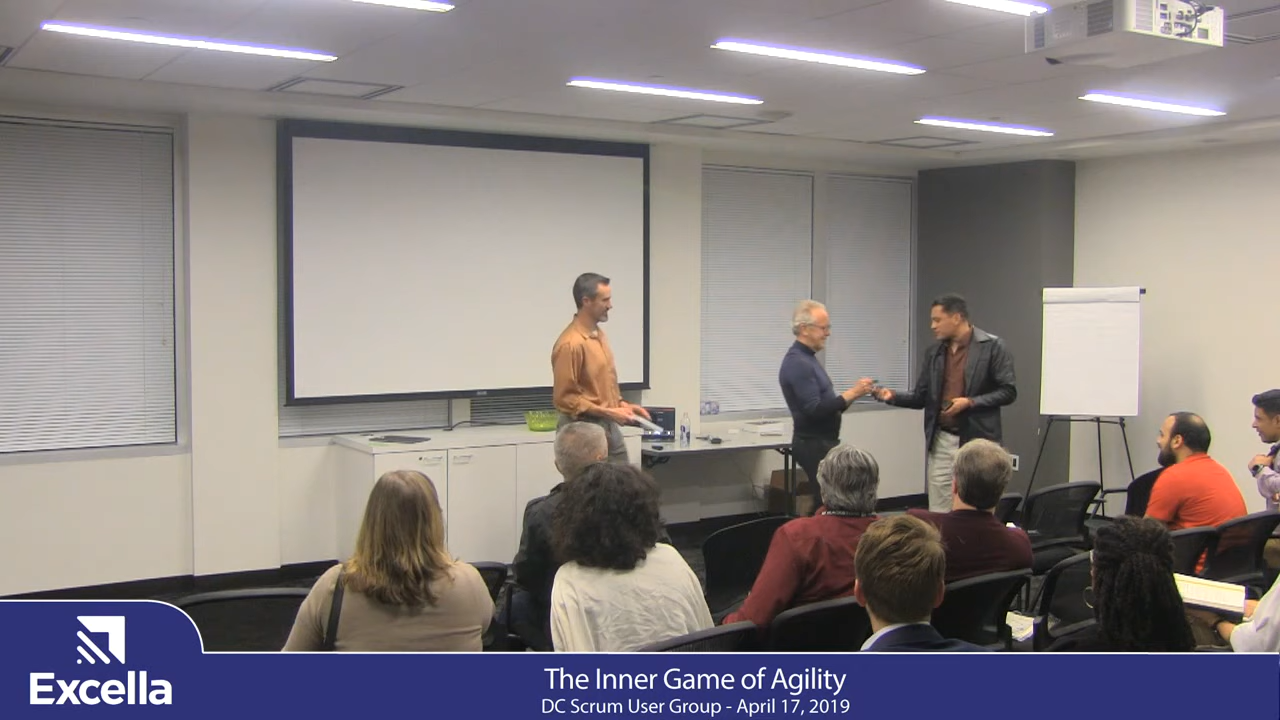 Excella
The Inner Game of Agility
DC Scrum User Group - April 17, 2019